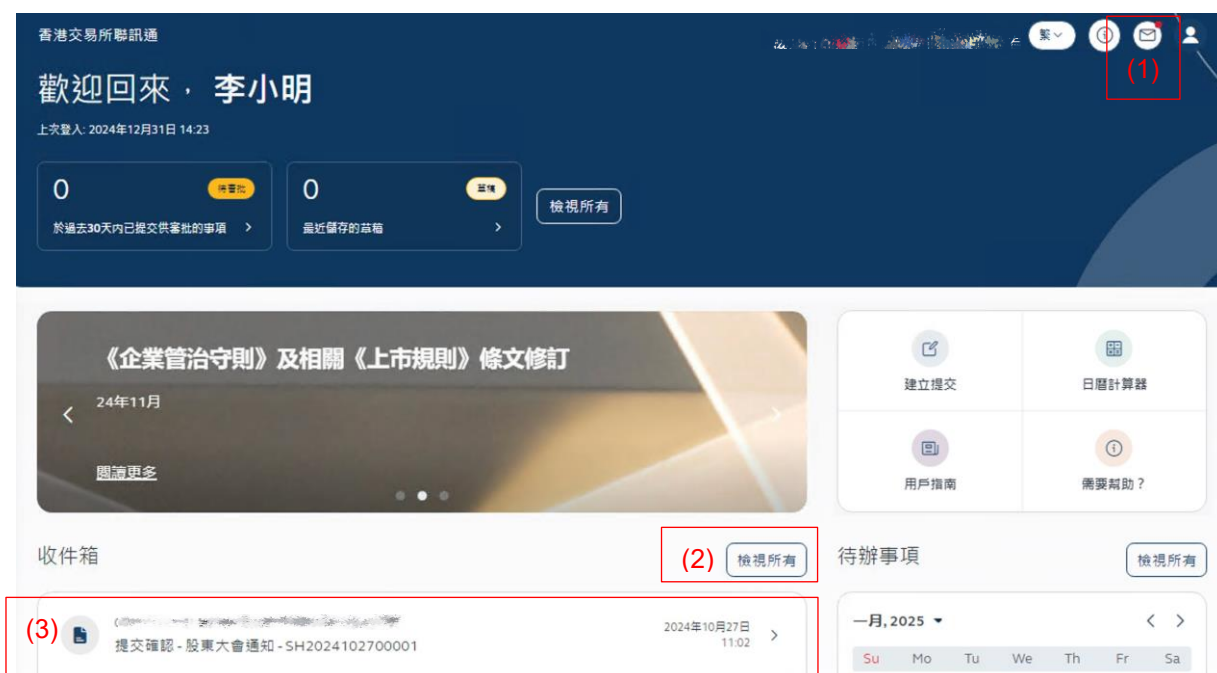 香港交易所聯訊通
繁
(1)
歡迎回來， 李小明
上次登入: 2024年12月31日 14:23
0 待審批
於過去30天内已提交供審批的事項
0 草稿
最近儲存的草稿
檢視所有
《企業管治守則》及相關《上市規則》條文修訂
24年11月
閱讀更多
建立提交
日曆計算器
用戶指南
需要幫助？
收件箱
(2) 檢視所有
(3)
提交確認 - 股東大會通知 - SH2024102700001
2024年10月27日
11:02
待辦事項
檢視所有
一月, 2025
Su Mo Tu We Th Fr Sa